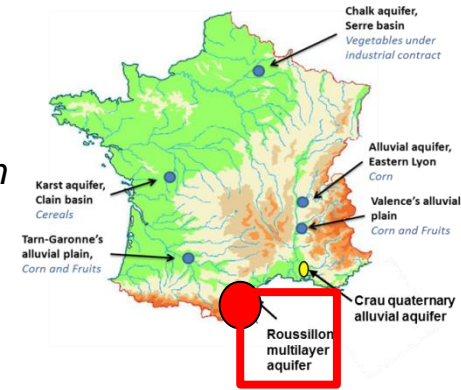 Chalk aquifer,
Serre basin
Vegetables under
industrial contract
n
Alluvial aquifer,
Eastern Lyon
Corn
Karst aquifer,
Clain basin
Cereals
Valence's alluvial
plain
Corn and Fruits
Tarn-Garonne's
alluvial plain,
Corn and Fruits
Crau quaternary
alluvial aquifer
Roussillon
multilayer
aquifer